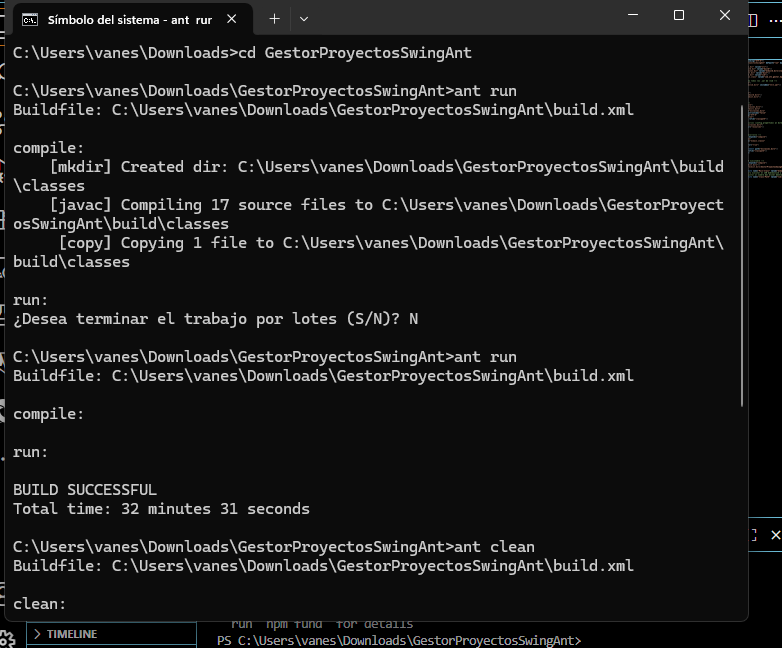 Símbolo del sistema - ant run
C:\Users\vanes\Downloads>cd GestorProyectosSwingAnt
C:\Users\vanes\Downloads\GestorProyectosSwingAnt>ant run
Buildfile: C:\Users\vanes\Downloads\GestorProyectosSwingAnt\build.xml
compile:
[mkdir] Created dir: C:\Users\vanes\Downloads\GestorProyectosSwingAnt\build
\classes
[javac] Compiling 17 source files to C:\Users\vanes\Downloads\GestorProyect
osSwingAnt\build\classes
[copy] Copying 1 file to C:\Users\vanes\Downloads\GestorProyectosSwingAnt\
build\classes
run:
¿Desea terminar el trabajo por lotes (S/N)? N
C:\Users\vanes\Downloads\GestorProyectosSwingAnt>ant run
Buildfile: C:\Users\vanes\Downloads\GestorProyectosSwingAnt\build.xml
compile:
run:
BUILD SUCCESSFUL
Total time: 32 minutes 31 seconds
C:\Users\vanes\Downloads\GestorProyectosSwingAnt>ant clean
Buildfile: C:\Users\vanes\Downloads\GestorProyectosSwingAnt\build.xml
clean:
run `npm fund` for details
TIMELINE
PS C:\Users\vanes\Downloads\GestorProyectosSwingAnt>